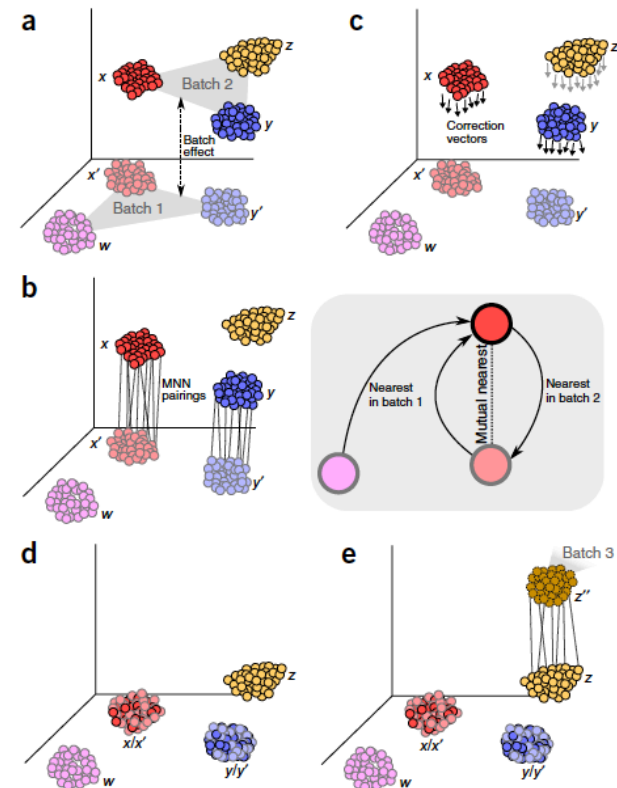 a
x
Batch 2
z
y
Batch
effect
x′
Batch 1
y′
w
c
x
z
Correction
vectors
y
x′
y′
w
b
x
z
MNN
pairings
y
x′
y′
w
Nearest
in batch 1
Mutual nearest
Nearest
in batch 2
d
z
x/x′
y/y′
w
e
Batch 3
z″
z
x/x′
y/y′
w